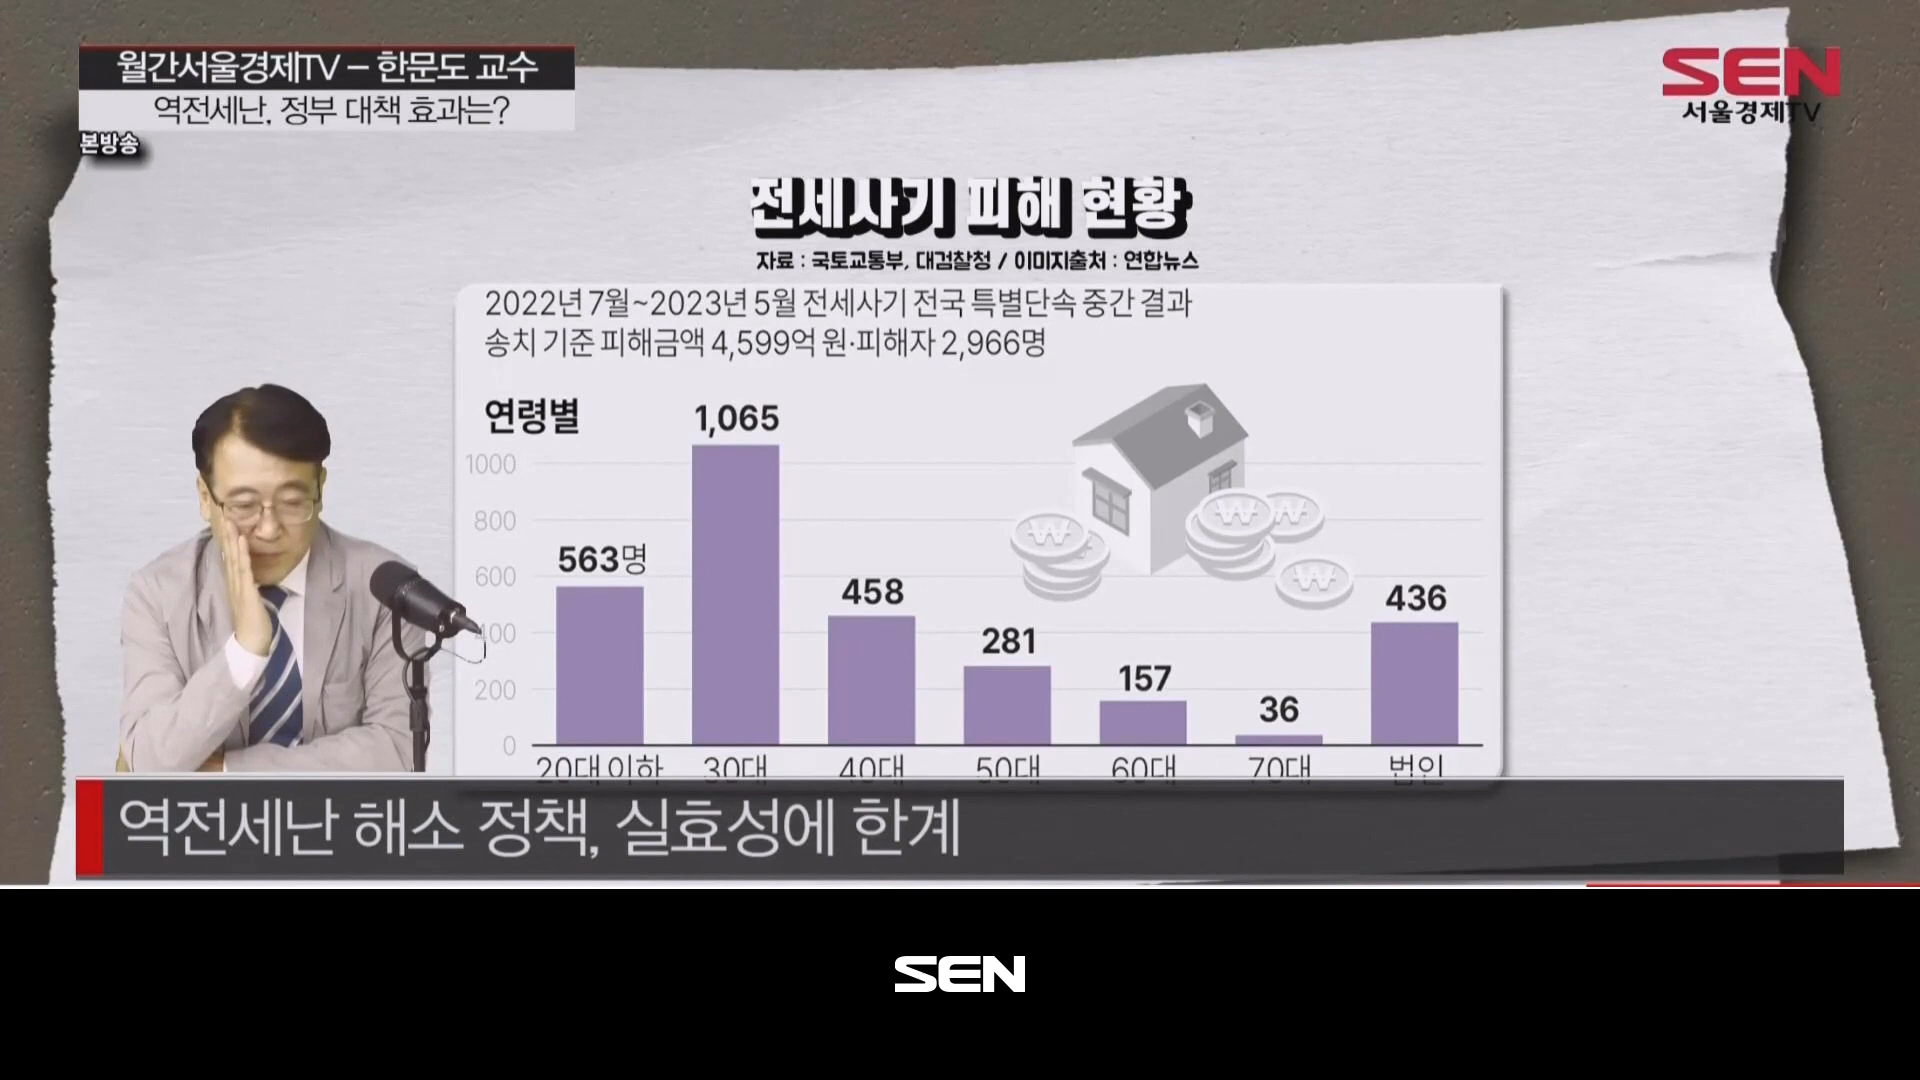 월간서울경제TV – 한문도 교수
역전세난, 정부 대책 효과는?
본방송
SEN
서울경제TV
전세사기 피해 현황
자료 : 국토교통부, 대검찰청 / 이미지출처 : 연합뉴스
2022년 7월~2023년 5월 전세사기 전국 특별단속 중간 결과
송치 기준 피해금액 4,599억 원·피해자 2,966명
연령별
1000
800
600
400
200
0
563명
1,065
458
281
157
36
436
20대 이하 30대 40대 50대 60대 70대 법인
역전세난 해소 정책, 실효성에 한계
SEN